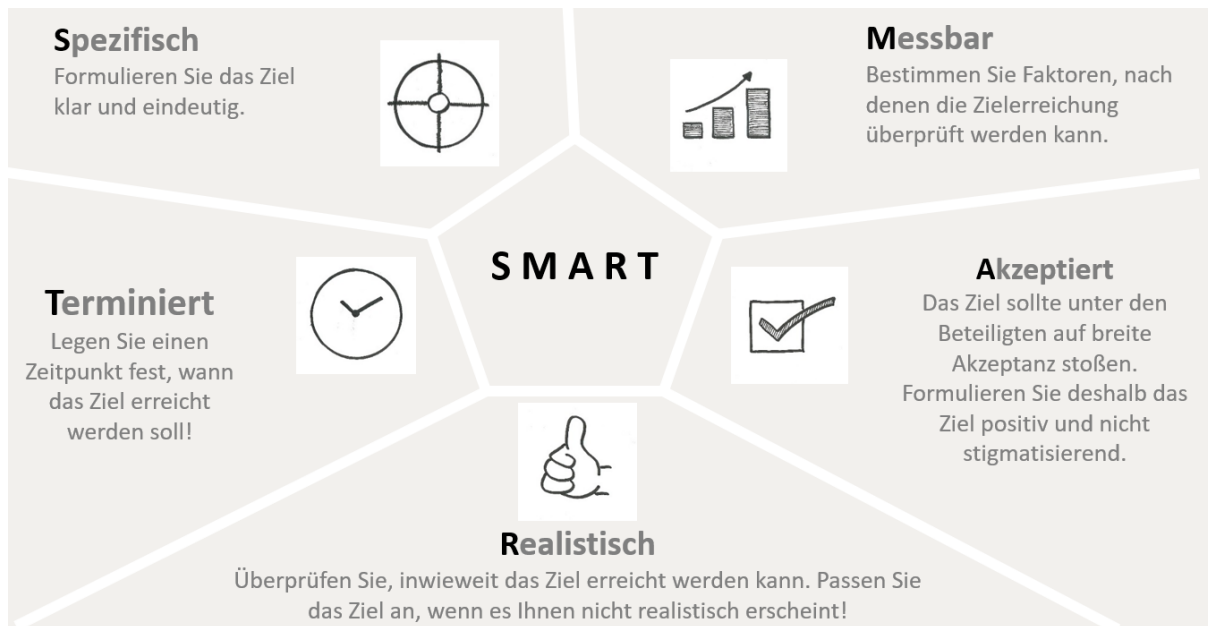 Spezifisch
Formulieren Sie das Ziel
klar und eindeutig.
Messbar
Bestimmen Sie Faktoren, nach
denen die Zielerreichung
überprüft werden kann.
SMART
Terminiert
Legen Sie einen
Zeitpunkt fest, wann
das Ziel erreicht
werden soll!
Akzeptiert
Das Ziel sollte unter den
Beteiligten auf breite
Akzeptanz stoßen.
Formulieren Sie deshalb das
Ziel positiv und nicht
stigmatisierend.
Realistisch
Überprüfen Sie, inwieweit das Ziel erreicht werden kann. Passen Sie
das Ziel an, wenn es Ihnen nicht realistisch erscheint!